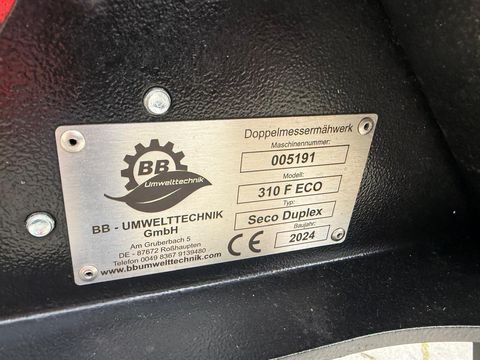 BB
Umwelttechnik
BB - UMWELTTECHNIK
GmbH
Am Gruberbach 5
DE - 87672 Roßhaupten
Telefon 0049 8367 9139480
www.bbumwelttechnik.com
Doppelmessermähwerk
Maschinennummer:
005191
Modell:
310 F ECO
Typ:
Seco Duplex
Baujahr:
CE 2024